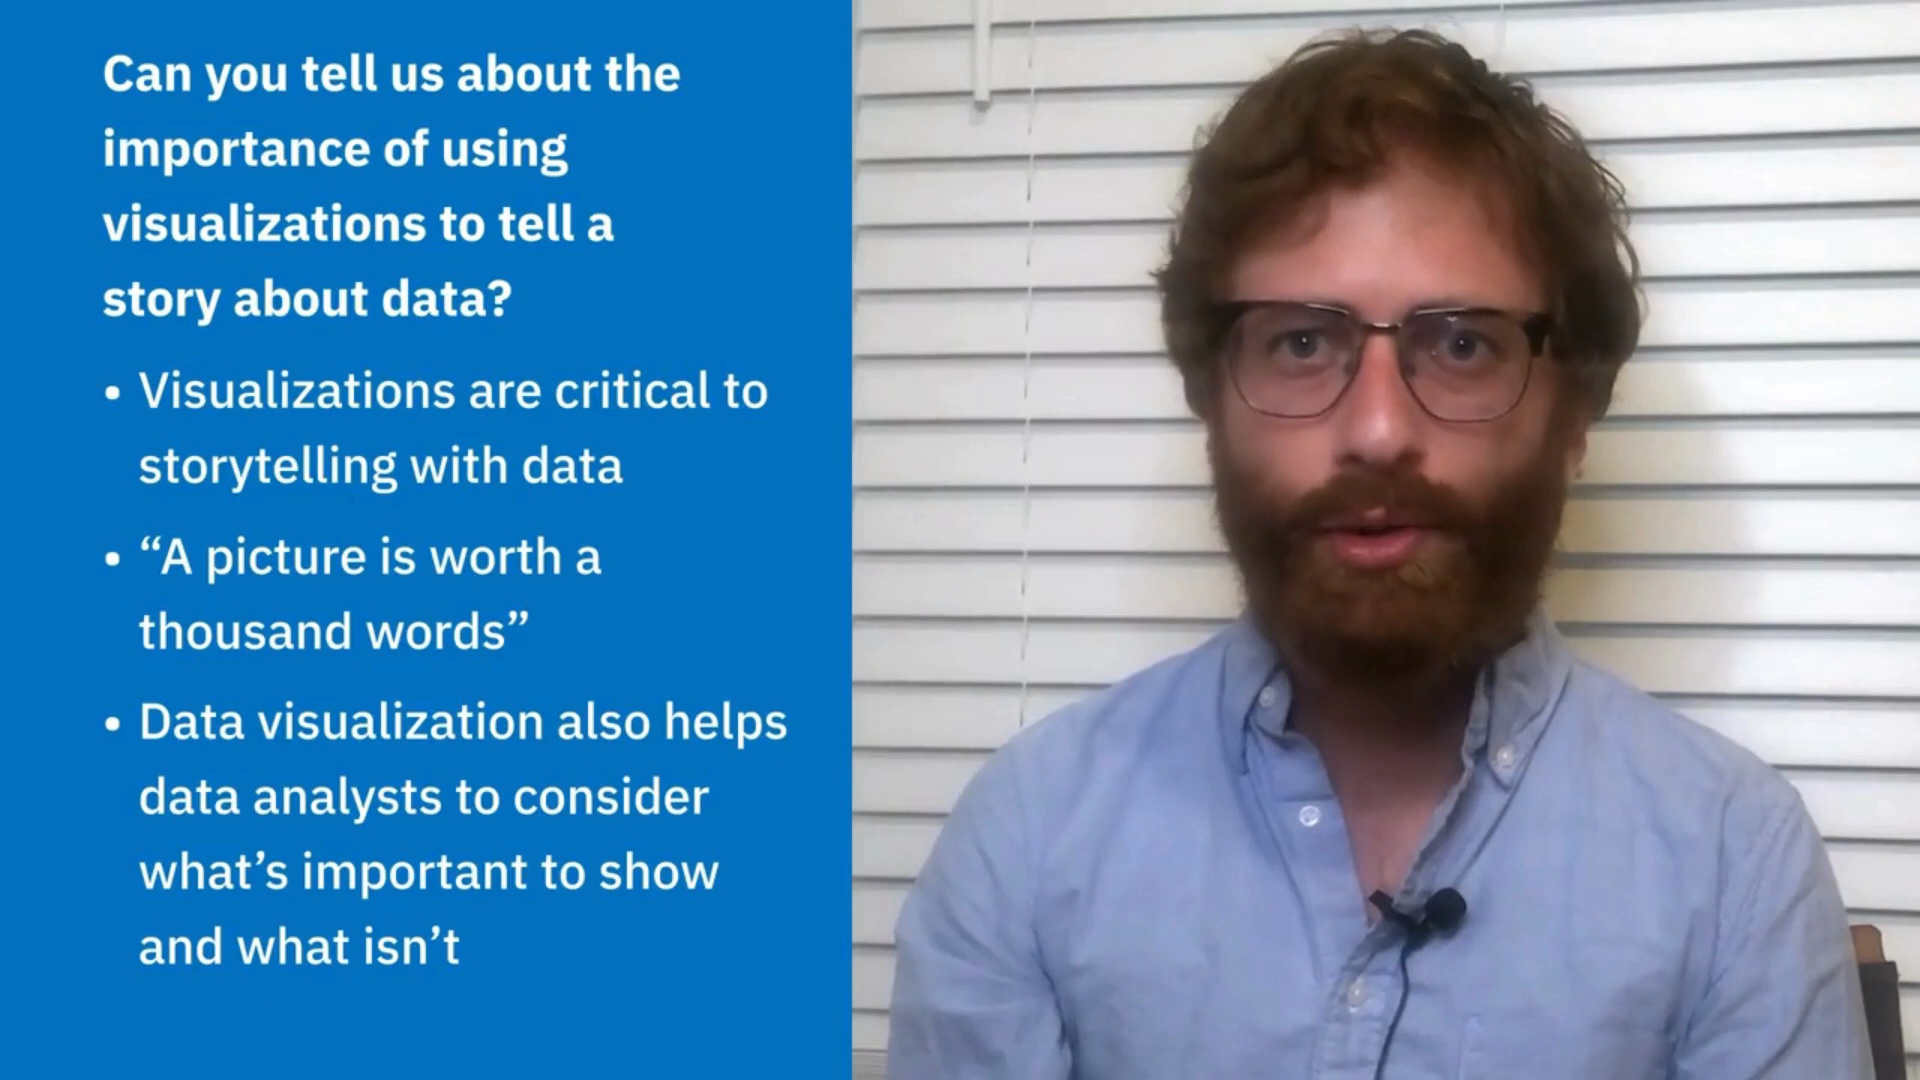 Can you tell us about the
importance of using
visualizations to tell a
story about data?
• Visualizations are critical to
storytelling with data
• “A picture is worth a
thousand words”
• Data visualization also helps
data analysts to consider
what’s important to show
and what isn’t